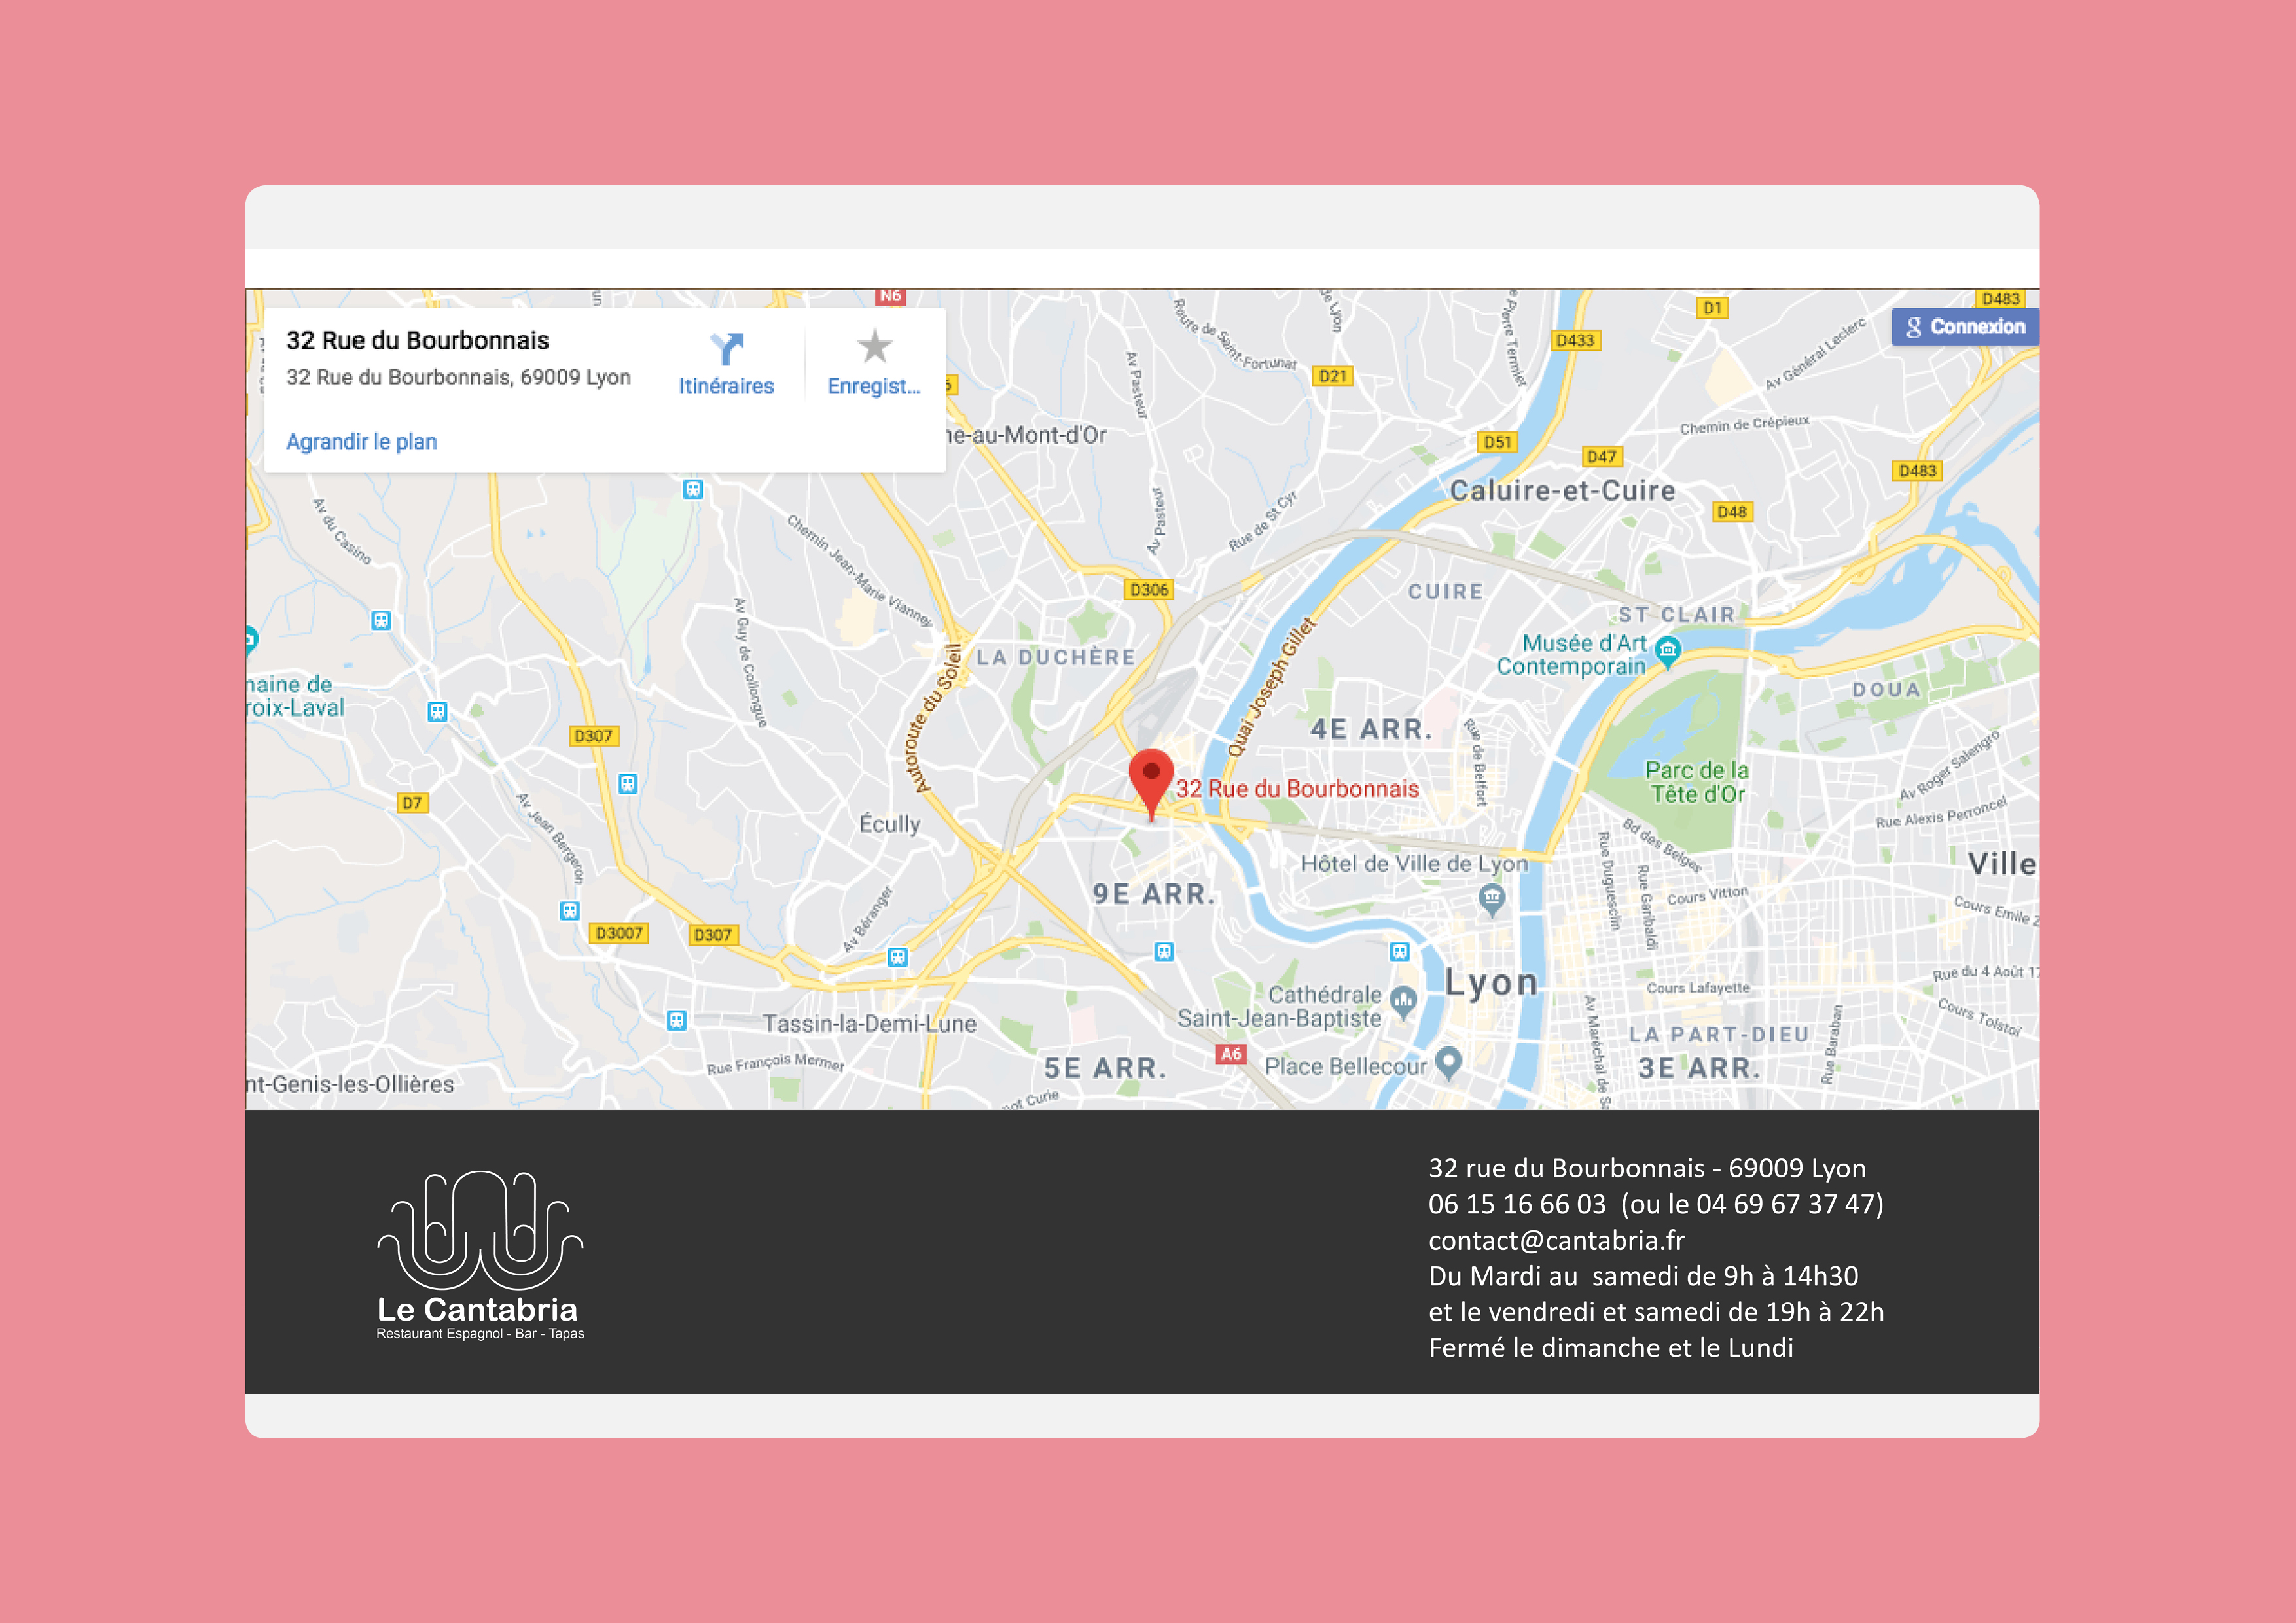 32 Rue du Bourbonnais
32 Rue du Bourbonnais, 69009 Lyon
Agrandir le plan
Itinéraires
Enregist...
N6
D1
D483
Connexion
D433
Route de Saint-Fortunat
Av Pasteur
D21
Av Général Leclerc
Chemin de Crépieux
ne-au-Mont-d'Or
D51
D47
D483
Caluire-et-Cuire
D48
Av du Casino
Chemin Jean-Marie Vianney
Av Pasteur
Rue de St Cyr
D306
CUIRE
ST CLAIR
Av Guy de Collongue
Autoroute du Soleil
LA DUCHÈRE
Quai Joseph Gillet
Musée d'Art
Contemporain
DOUA
naine de
roix-Laval
D307
4E ARR.
Rue de Belfort
Parc de la
Tête d'Or
Av Roger Salengro
D7
Av Jean Bergeron
32 Rue du Bourbonnais
Rue Alexis Perroncel
Écully
Bd des Belges
Hôtel de Ville de Lyon
Rue Duguesclin
Rue Garibaldi
Ville
9E ARR.
Cours Vitton
Cours Emile Z
D3007
D307
Av Béranger
Lyon
Rue du 4 Août 17
Cours Lafayette
Cathédrale
Saint-Jean-Baptiste
Cours Tolstoï
Tassin-la-Demi-Lune
Av Maréchal de Sa
LA PART-DIEU
Rue Baraban
A6
Rue François Mermet
5E ARR.
Place Bellecour
3E ARR.
nt-Genis-les-Ollières
ot Curie
Le Cantabria
Restaurant Espagnol - Bar - Tapas
32 rue du Bourbonnais - 69009 Lyon
06 15 16 66 03 (ou le 04 69 67 37 47)
contact@cantabria.fr
Du Mardi au samedi de 9h à 14h30
et le vendredi et samedi de 19h à 22h
Fermé le dimanche et le Lundi